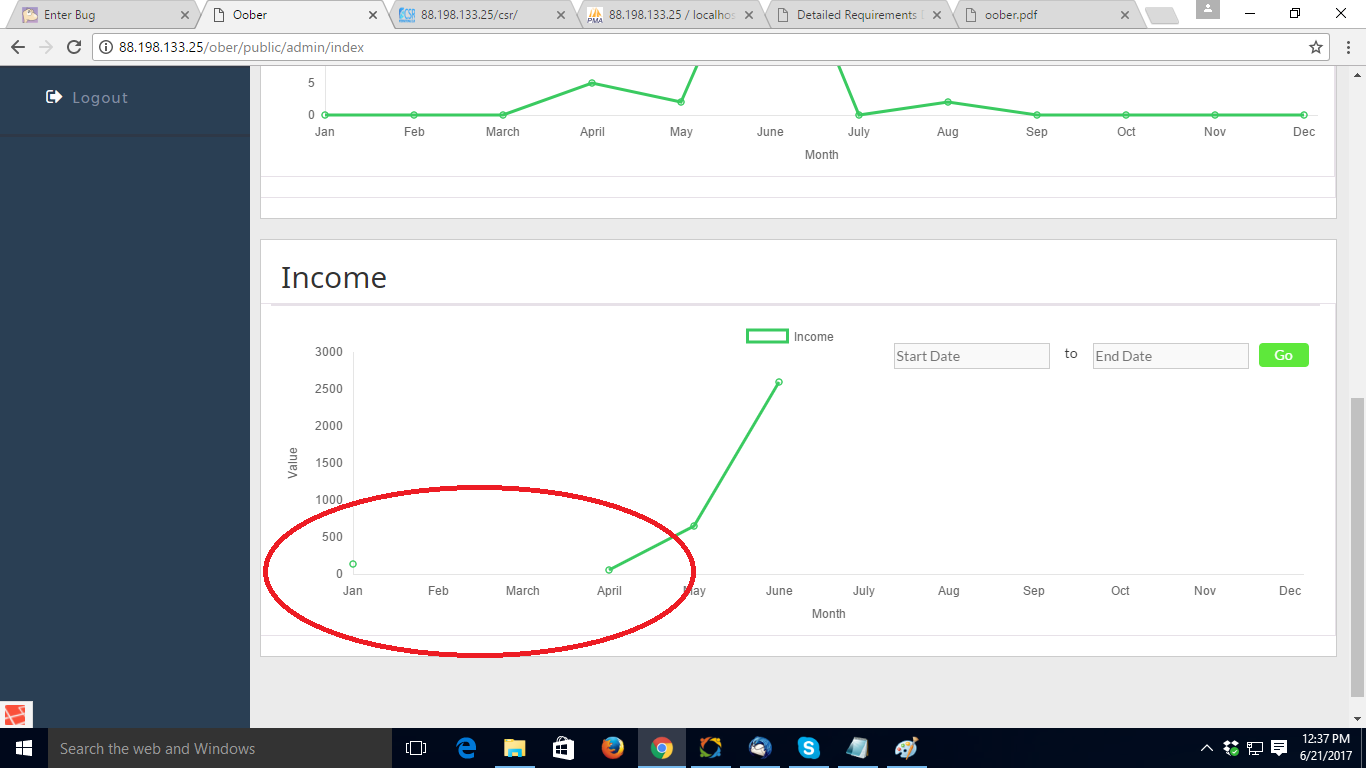 Enter Bug
Oober
88.198.133.25/csr/
88.198.133.25 / localhos
Detailed Requirements
oober.pdf
88.198.133.25/ober/public/admin/index
Logout
5
0
Jan Feb March April May June July Aug Sep Oct Nov Dec
Month
Income
Income
Start Date to End Date Go
3000
2500
2000
1500
1000
500
0
Value
Jan Feb March April May June July Aug Sep Oct Nov Dec
Month
Search the web and Windows
12:37 PM
6/21/2017